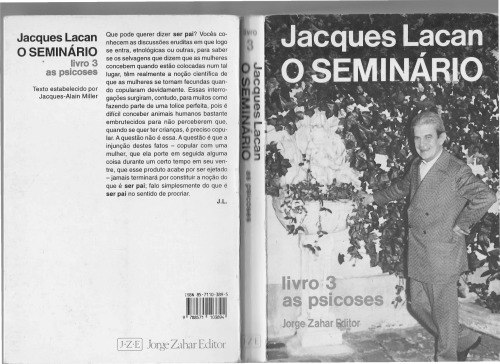 Jacques Lacan
O SEMINÁRIO
livro 3
as psicoses
Texto estabelecido por
Jacques-Alain Miller
Que pode querer dizer ser pai? Vocês co-
nhecem as discussões eruditas em que logo
se entra, etnológicas ou outras, para saber
se os selvagens que dizem que as mulheres
concebem quando estão colocadas num tal
lugar, têm realmente a noção científica de
que as mulheres se tornam fecundas quan-
do copularam devidamente. Essas interro-
gações surgiram, contudo, para muitos como
fazendo parte de uma tolice perfeita, pois é
difícil conceber animais humanos bastante
embrutecidos para não perceberem que,
quando se quer ter crianças, é preciso copu-
lar. A questão não é essa. A questão é que a
injunção destes fatos — copular com uma
mulher, que ela porte em seguida alguma
coisa durante um certo tempo em seu ven-
tre, que esse produto acabe por ser ejetado
— jamais terminará por constituir a noção do
que é ser pai; falo simplesmente do que é
ser pai no sentido de procriar.
J.L.
J·Z·E Jorge Zahar Editor
livro
3
Jacques Lacan
O SEMINÁRIO
as psicoses
J·Z·E
Jacques Lacan
O SEMINÁRIO
livro 3
as psicoses
Jorge Zahar Editor